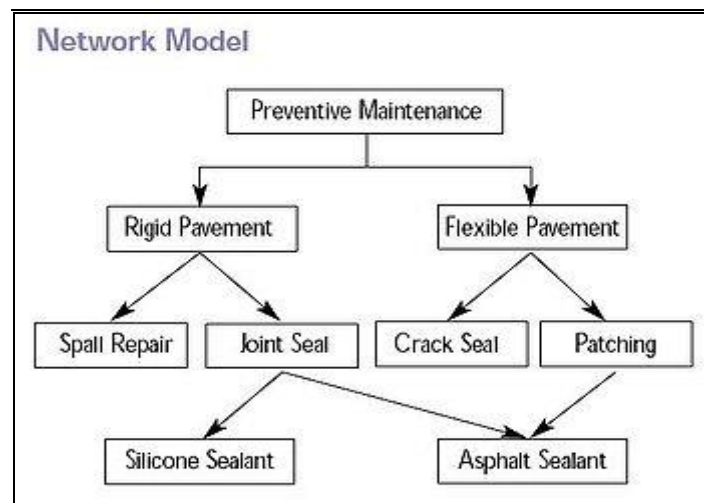 Network Model
Preventive Maintenance
Rigid Pavement
Flexible Pavement
Spall Repair
Joint Seal
Crack Seal
Patching
Silicone Sealant
Asphalt Sealant